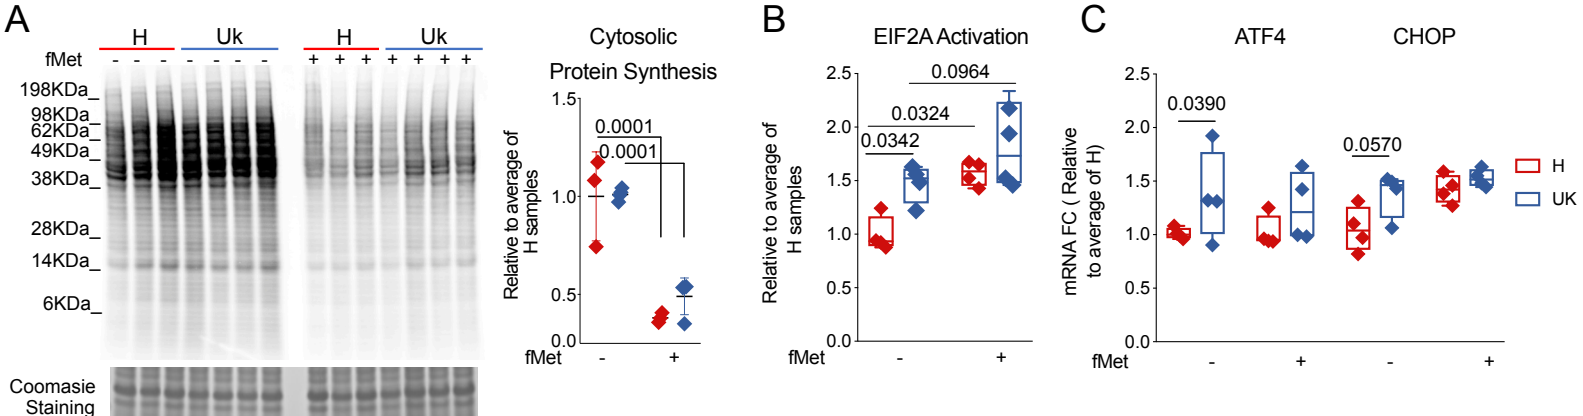 A
H Uk H Uk
fMet - - - - - - - + + + + + + +
198KDa_
98KDa_
62KDa_
49KDa_
38KDa_
28KDa_
14KDa_
6KDa_
Coomasie
Staining
Cytosolic
Protein Synthesis
Relative to average of
H samples
1.5
1.0
0.5
0.0
0.0001
0.0001
fMet - +
B
EIF2A Activation
Relative to average of
H samples
2.5
2.0
1.5
1.0
0.5
0.0
0.0964
0.0324
0.0342
fMet - +
C
ATF4 CHOP
mRNA FC ( Relative
to average of H)
2.5
2.0
1.5
1.0
0.5
0.0
0.0390
0.0570
fMet - + - +
H
UK